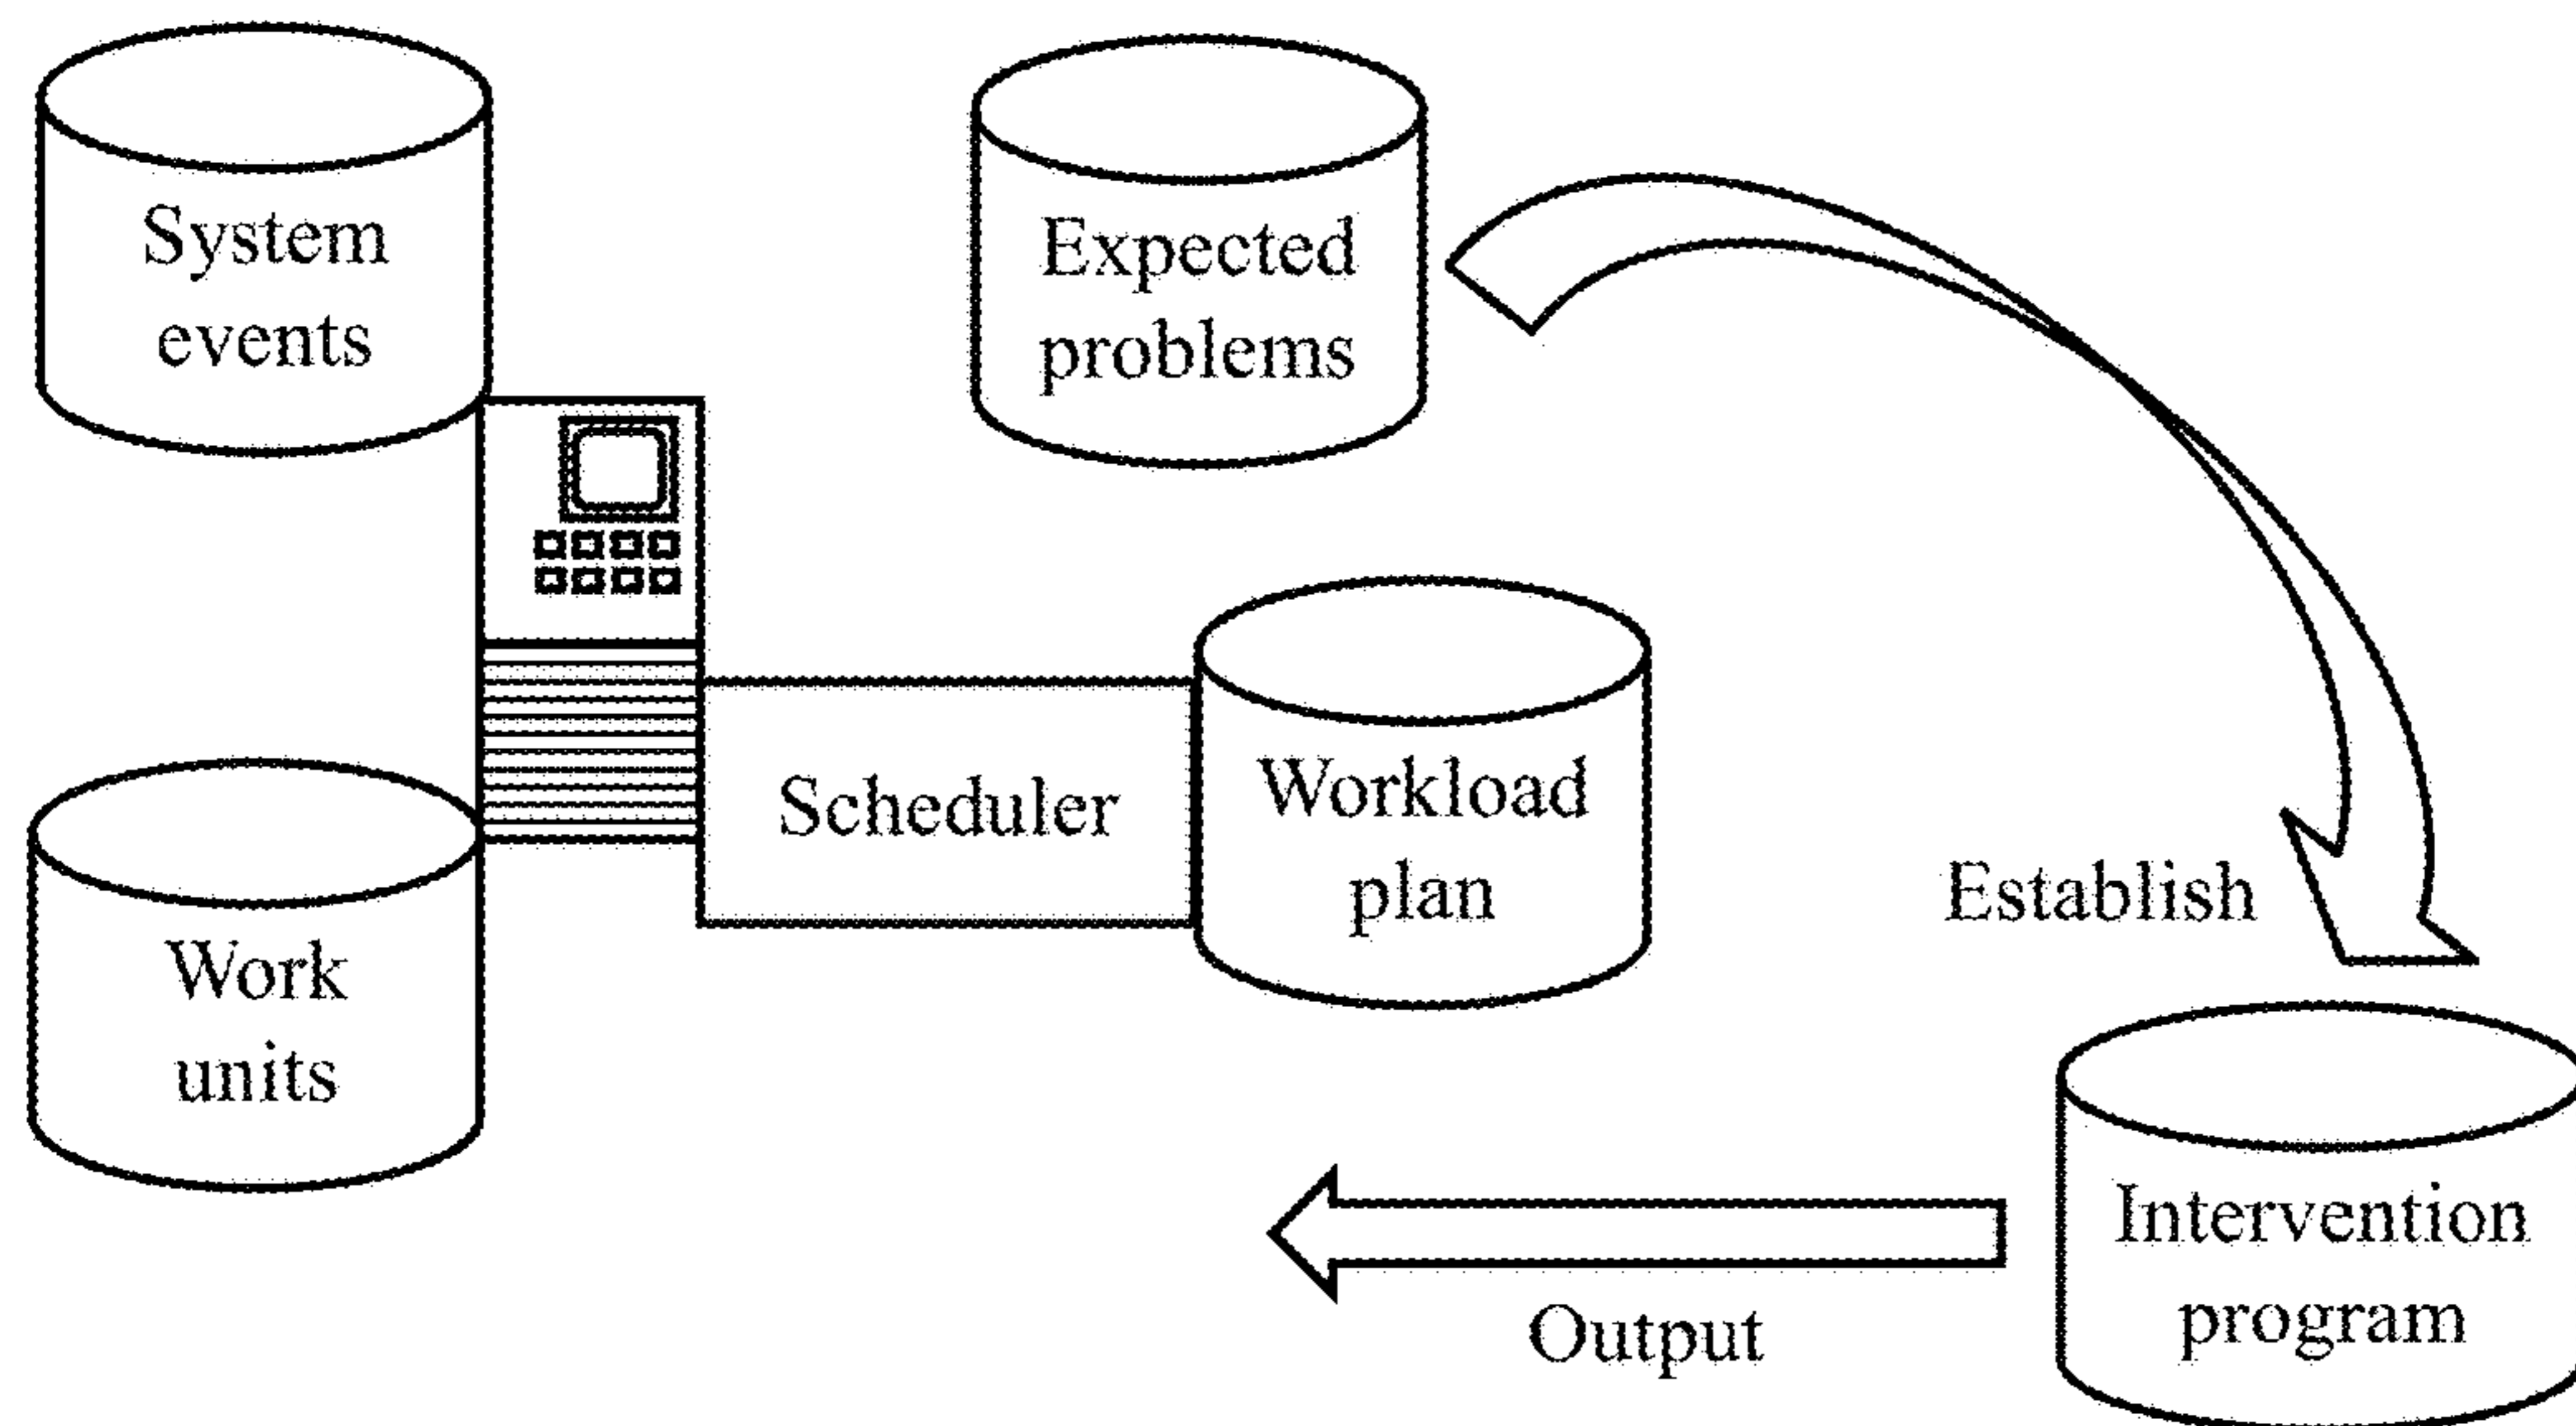 System
events
Expected
problems
Scheduler
Workload
plan
Establish
Work
units
Intervention
program
Output